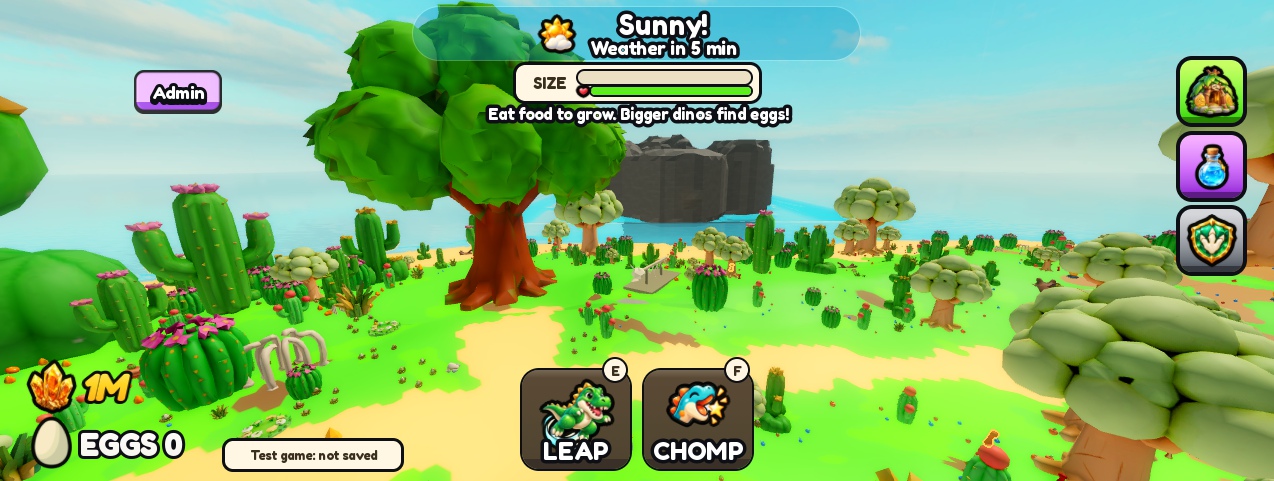 Sunny!
Weather in 5 min
SIZE
Eat food to grow. Bigger dinos find eggs!
Admin
1M
EGGS 0
Test game: not saved
E
LEAP
F
CHOMP